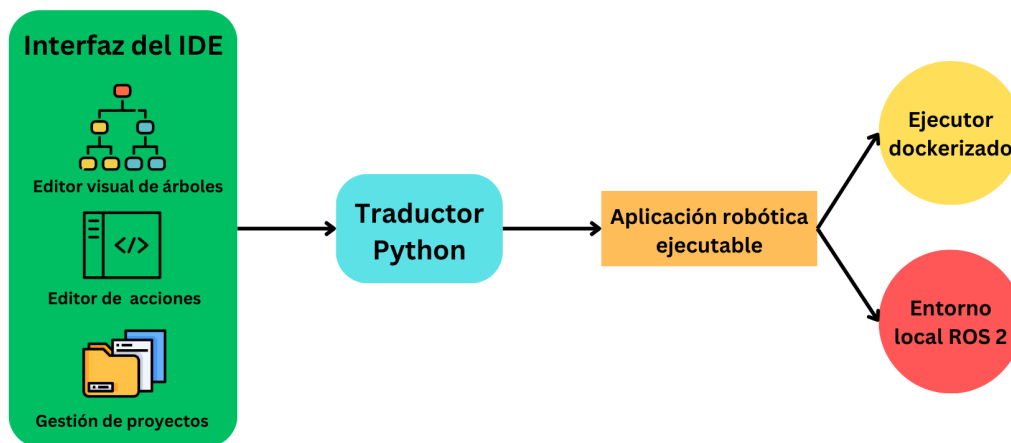 Interfaz del IDE
Editor visual de árboles
</>
Editor de acciones
Gestión de proyectos
Traductor
Python
Aplicación robótica
ejecutable
Ejecutor
dockerizado
Entorno
local ROS 2